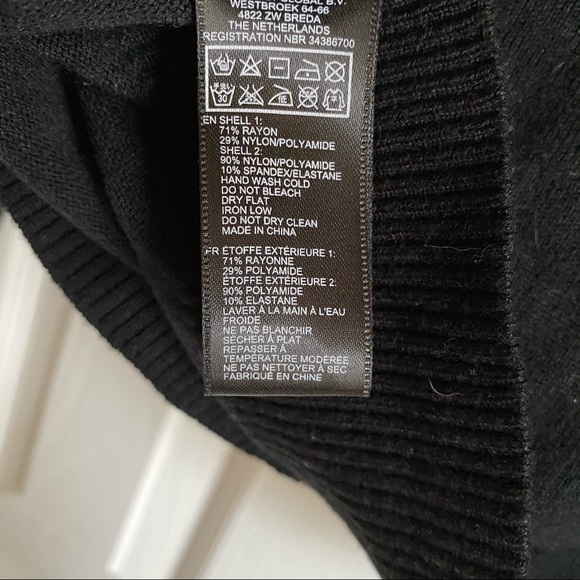 GLOBAL B.V.
WESTBROEK 64-66
4822 ZW BREDA
THE NETHERLANDS
REGISTRATION NBR 34386700
30
EN SHELL 1:
71% RAYON
29% NYLON/POLYAMIDE
SHELL 2:
90% NYLON/POLYAMIDE
10% SPANDEX/ELASTANE
HAND WASH COLD
DO NOT BLEACH
DRY FLAT
IRON LOW
DO NOT DRY CLEAN
MADE IN CHINA
FR ÉTOFFE EXTÉRIEURE 1:
71% RAYONNE
29% POLYAMIDE
ÉTOFFE EXTÉRIEURE 2:
90% POLYAMIDE
10% ELASTANE
LAVER À LA MAIN À L'EAU
FROIDE
NE PAS BLANCHIR
SÉCHER À PLAT
REPASSER À
TEMPÉRATURE MODÉRÉE
NE PAS NETTOYER À SEC
FABRIQUÉ EN CHINE